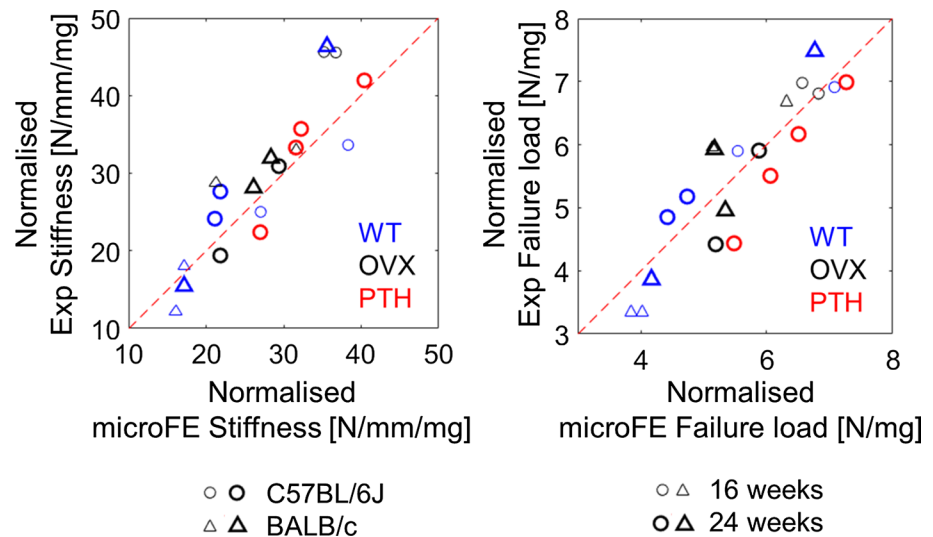 Normalised
Exp Stiffness [N/mm/mg]
50
40
30
20
10
10 20 30 40 50
WT
OVX
PTH
Normalised
microFE Stiffness [N/mm/mg]
Normalised
Exp Failure load [N/mg]
8
7
6
5
4
3
4 6 8
WT
OVX
PTH
Normalised
microFE Failure load [N/mg]
C57BL/6J
BALB/c
16 weeks
24 weeks